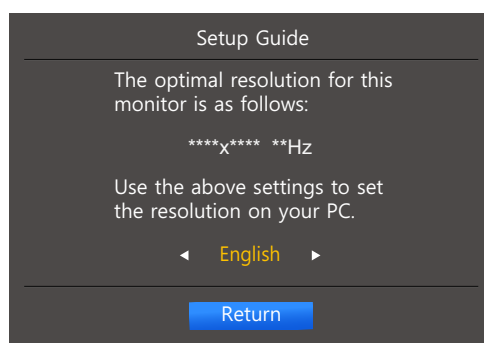 Setup Guide
The optimal resolution for this
monitor is as follows:
****x**** **Hz
Use the above settings to set
the resolution on your PC.
◄ English ►
Return